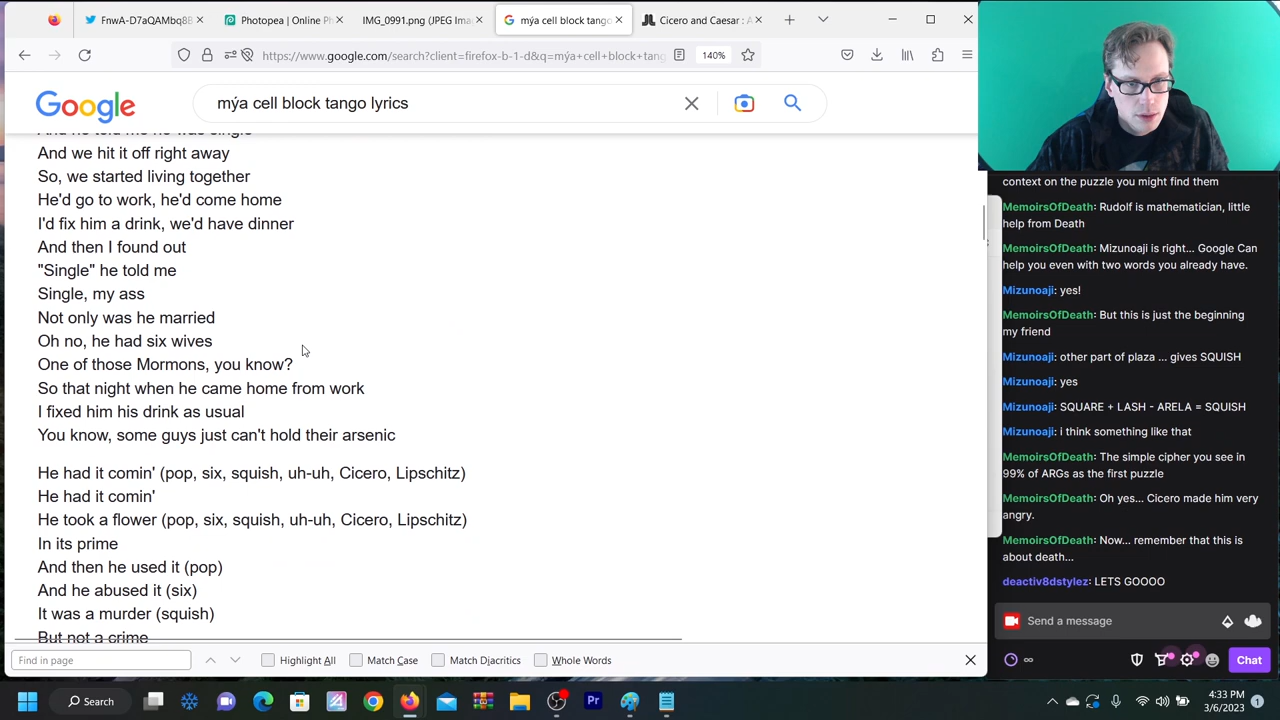 FnwA-D7aQAMbq8B
Photopea | Online Ph
IMG_0991.png (JPEG Ima
mýa cell block tango
Cicero and Caesar : A
https://www.google.com/search?client=firefox-b-1-d&q=mýa+cell+block+tang
140%
Google
mýa cell block tango lyrics
And he told me he was single
And we hit it off right away
So, we started living together
He'd go to work, he'd come home
I'd fix him a drink, we'd have dinner
And then I found out
"Single" he told me
Single, my ass
Not only was he married
Oh no, he had six wives
One of those Mormons, you know?
So that night when he came home from work
I fixed him his drink as usual
You know, some guys just can't hold their arsenic
He had it comin' (pop, six, squish, uh-uh, Cicero, Lipschitz)
He had it comin'
He took a flower (pop, six, squish, uh-uh, Cicero, Lipschitz)
In its prime
And then he used it (pop)
And he abused it (six)
It was a murder (squish)
But not a crime
Find in page
Highlight All
Match Case
Match Diacritics
Whole Words
context on the puzzle you might find them
MemoirsOfDeath: Rudolf is mathematician, little
help from Death
MemoirsOfDeath: Mizunoaji is right... Google Can
help you even with two words you already have.
Mizunoaji: yes!
MemoirsOfDeath: But this is just the beginning
my friend
Mizunoaji: other part of plaza ... gives SQUISH
Mizunoaji: yes
Mizunoaji: SQUARE + LASH - ARELA = SQUISH
Mizunoaji: i think something like that
MemoirsOfDeath: The simple cipher you see in
99% of ARGs as the first puzzle
MemoirsOfDeath: Oh yes... Cicero made him very
angry.
MemoirsOfDeath: Now... remember that this is
about death...
deactiv8dstylez: LETS GOOOO
Send a message
Chat
Search
Pr
4:33 PM
3/6/2023
1